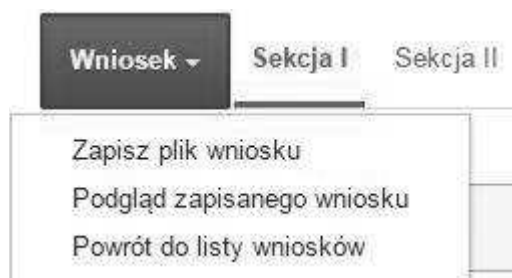 Wniosek Sekcja I Sekcja II
Zapisz plik wniosku
Podgląd zapisanego wniosku
Powrót do listy wniosków